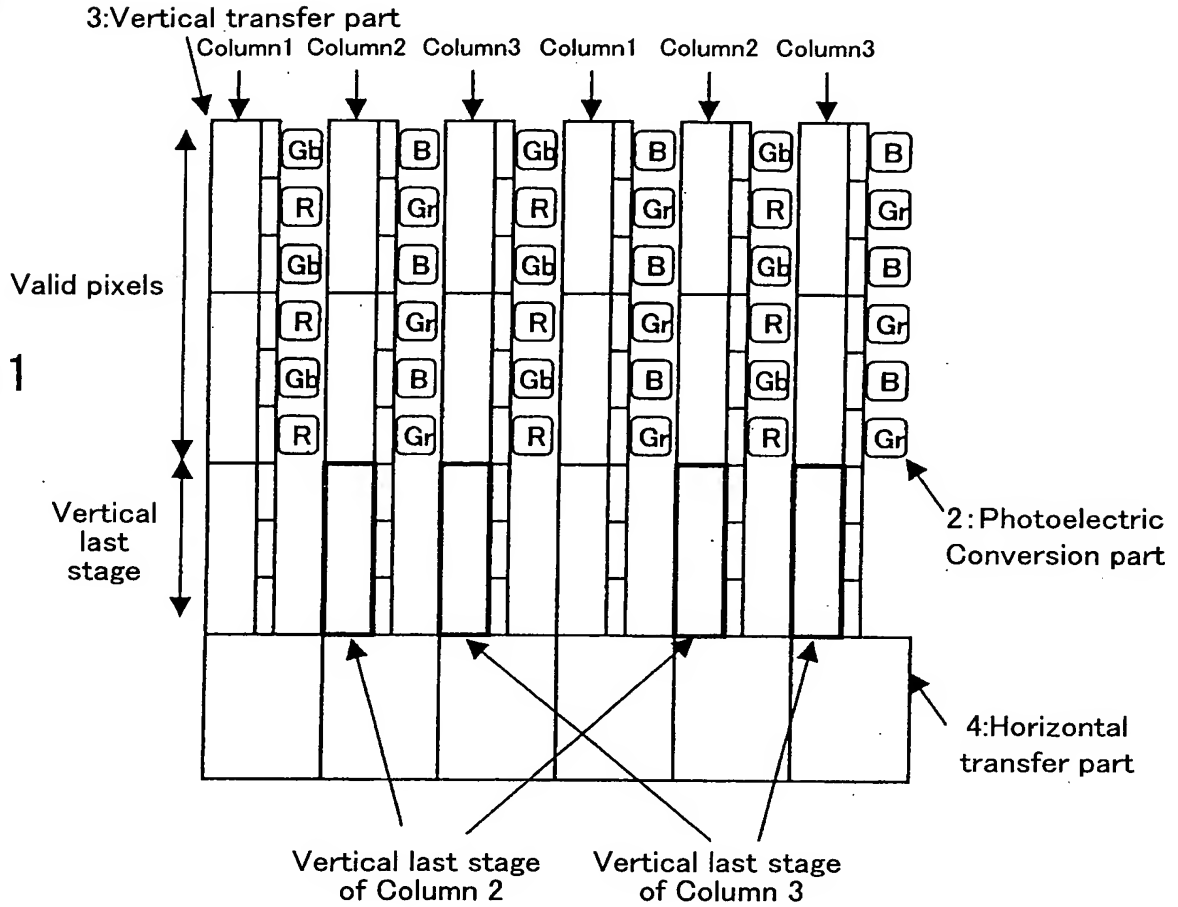 3:Vertical transfer part
Column1 Column2 Column3 Column1 Column2 Column3
Gb B Gb B Gb B
R Gr R Gr R Gr
Gb B Gb B Gb B
Valid pixels
R Gr R Gr R Gr
1
Gb B Gb B Gb B
R Gr R Gr R Gr
Vertical
last
stage
2:Photoelectric
Conversion part
4:Horizontal
transfer part
Vertical last stage
of Column 2
Vertical last stage
of Column 3